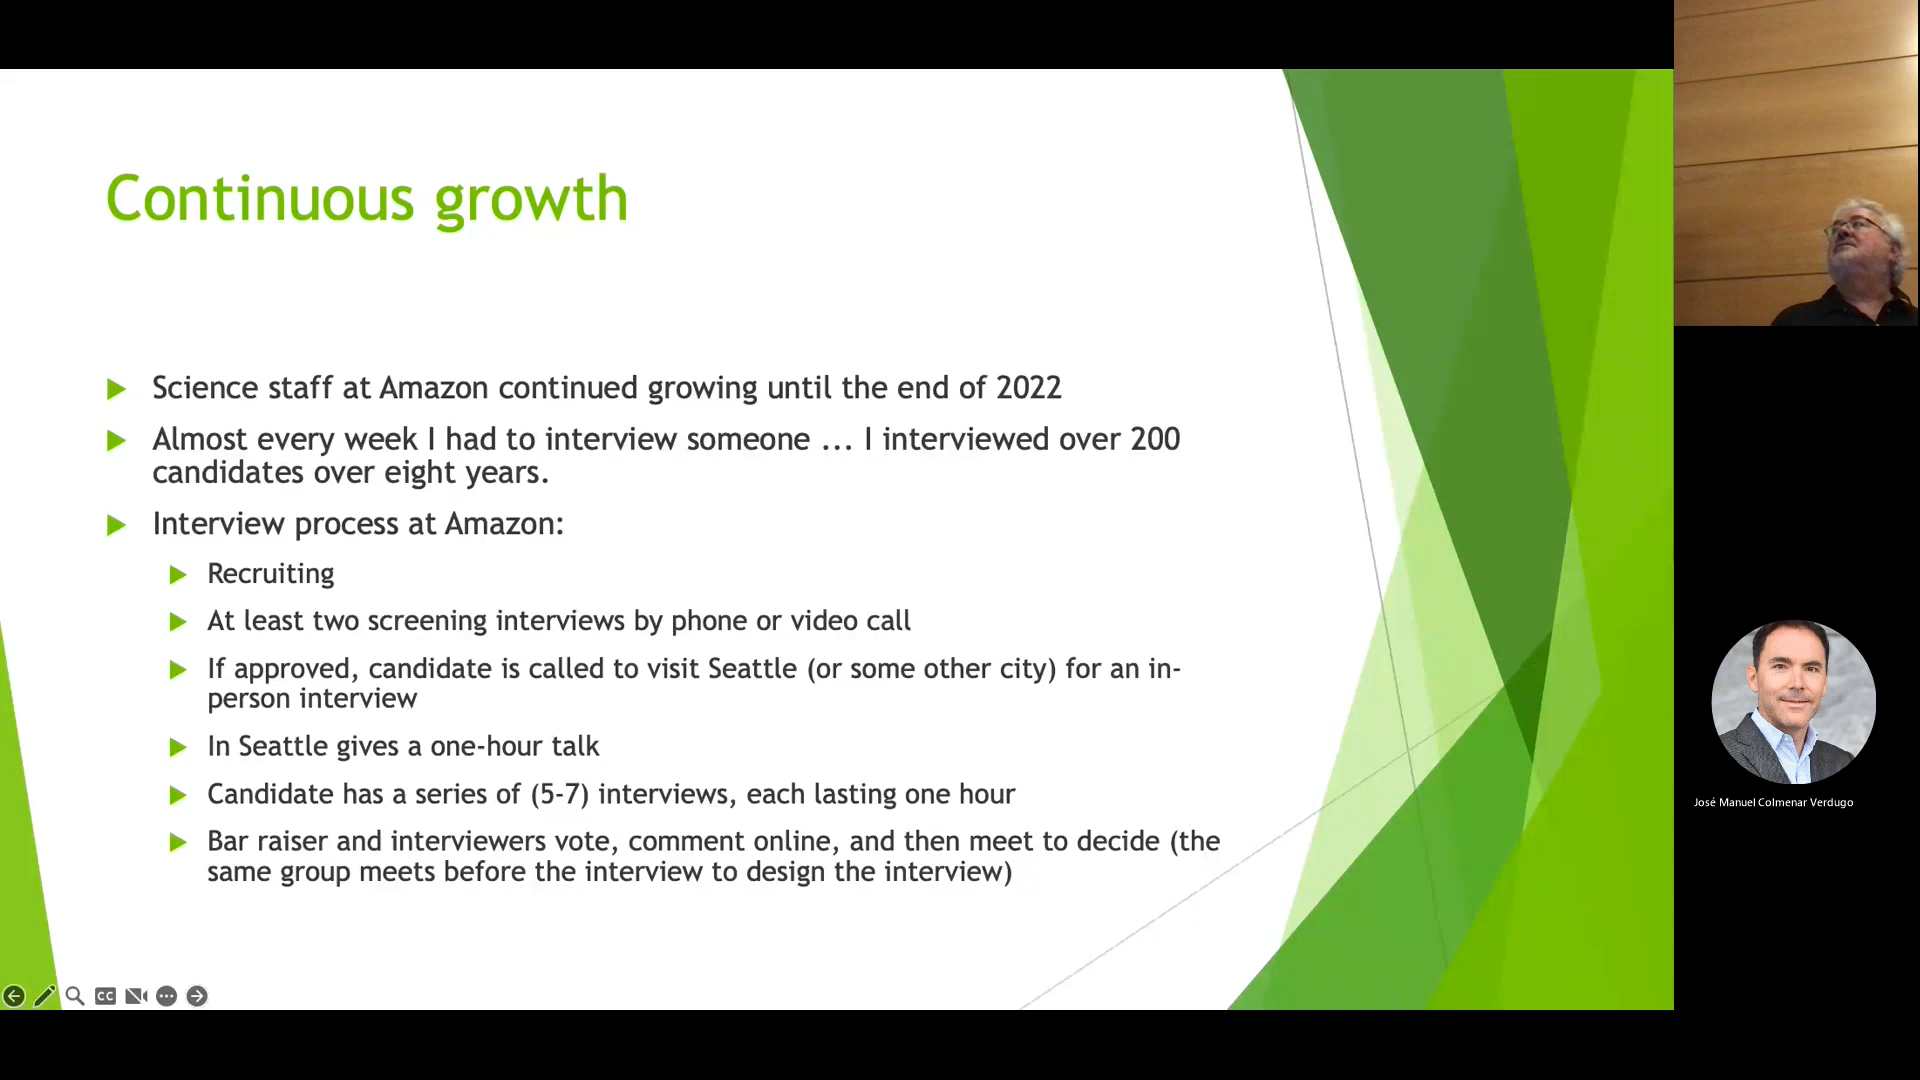 Continuous growth
Science staff at Amazon continued growing until the end of 2022
Almost every week I had to interview someone ... I interviewed over 200
candidates over eight years.
Interview process at Amazon:
Recruiting
At least two screening interviews by phone or video call
If approved, candidate is called to visit Seattle (or some other city) for an in-
person interview
In Seattle gives a one-hour talk
Candidate has a series of (5-7) interviews, each lasting one hour
Bar raiser and interviewers vote, comment online, and then meet to decide (the
same group meets before the interview to design the interview)
CC
José Manuel Colmenar Verdugo